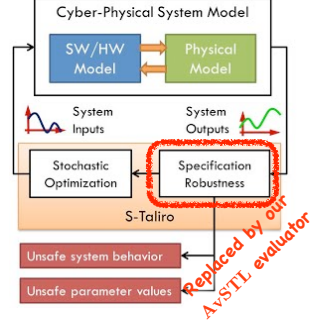 Cyber-Physical System Model
SW/HW
Model
Physical
Model
System
Inputs
System
Outputs
Stochastic
Optimization
Specification
Robustness
S-Taliro
Unsafe system behavior
Unsafe parameter values
Replaced by our
AvSTL evaluator